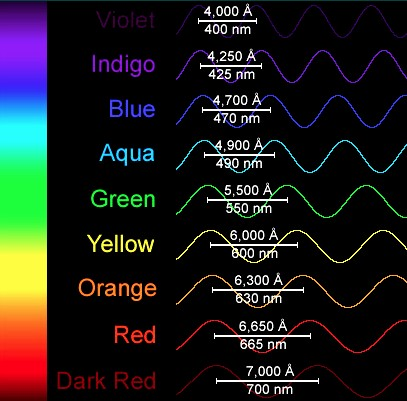 Violet
4,000 Å
400 nm
Indigo
4,250 Å
425 nm
Blue
4,700 Å
470 nm
Aqua
4,900 Å
490 nm
Green
5,500 Å
550 nm
Yellow
6,000 Å
600 nm
Orange
6,300 Å
630 nm
Red
6,650 Å
665 nm
Dark Red
7,000 Å
700 nm